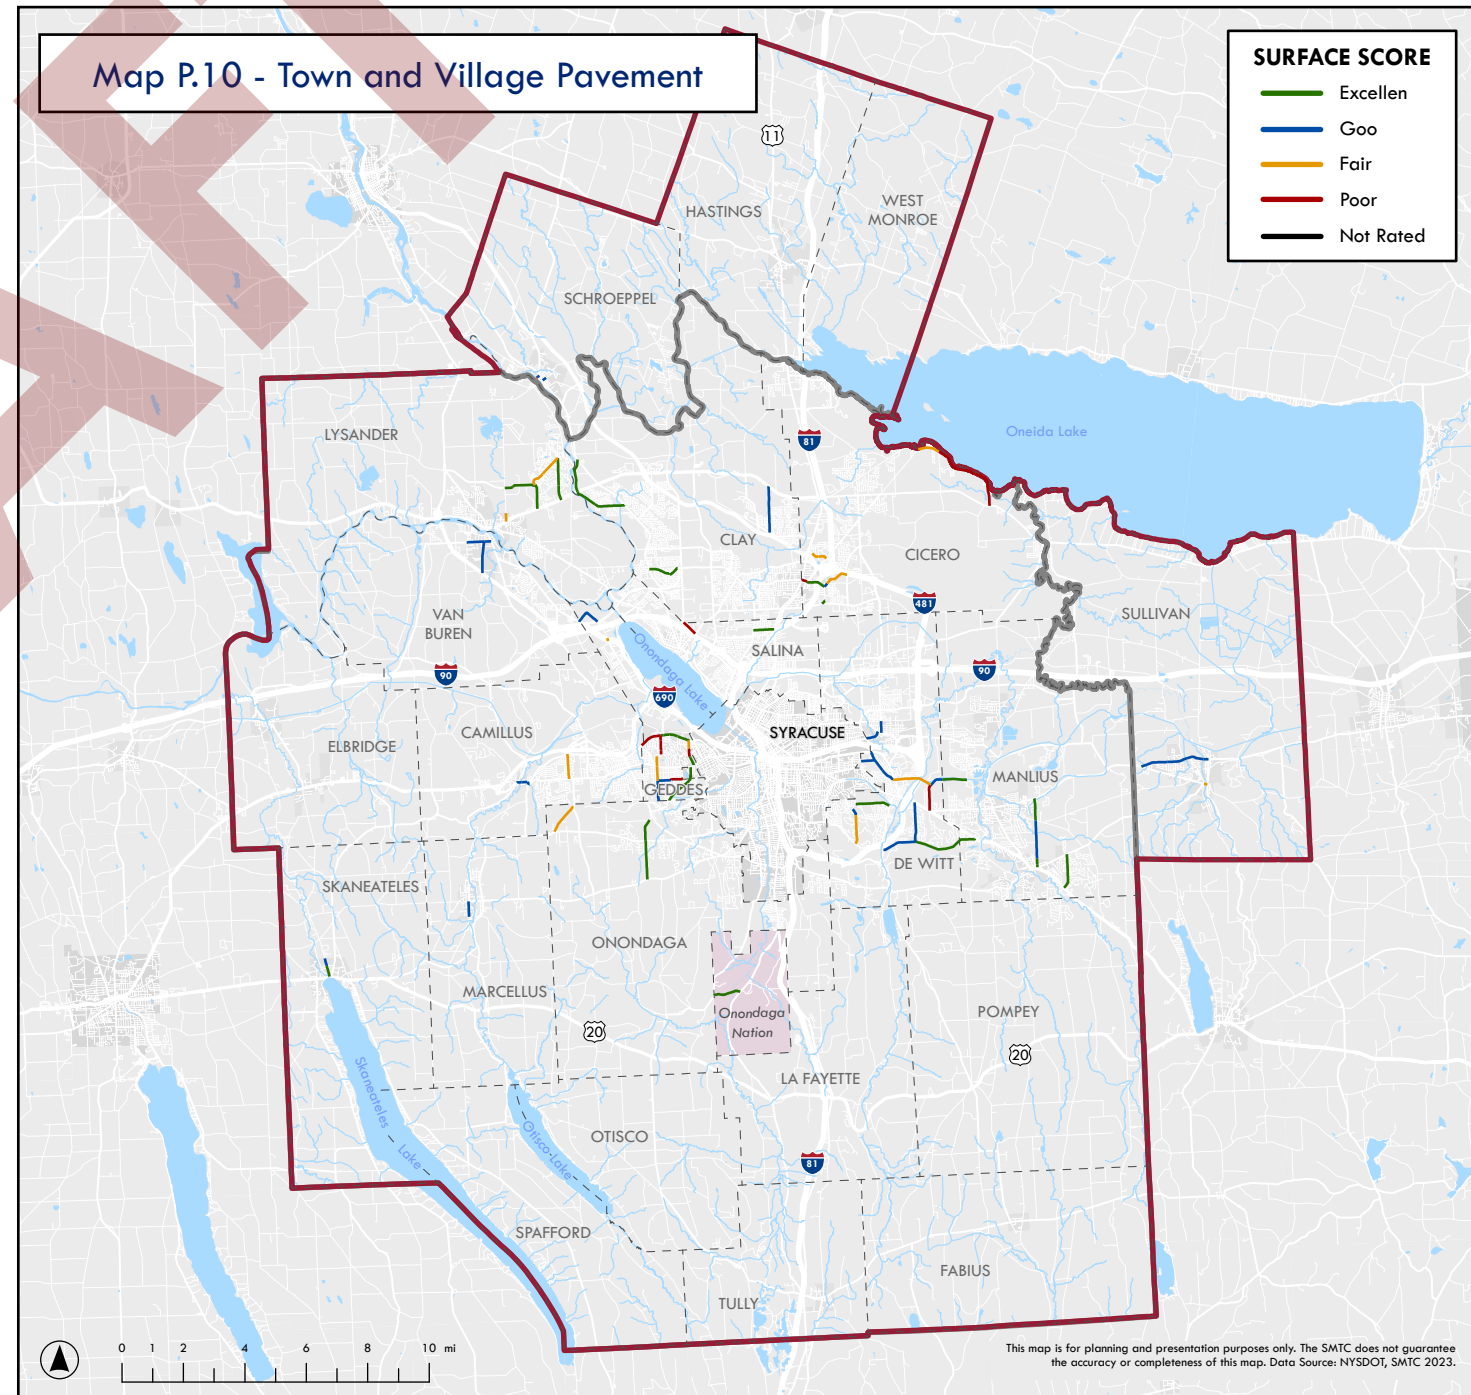 Map P.10 - Town and Village Pavement
SURFACE SCORE
Excellen
Goo
Fair
Poor
Not Rated
11
HASTINGS
WEST
MONROE
SCHROEPPEL
LYSANDER
81
Oneida Lake
CLAY
CICERO
481
SULLIVAN
VAN
BUREN
Onondaga Lake
SALINA
90
90
690
ELBRIDGE
CAMILLUS
SYRACUSE
GEDDES
MANLIUS
DE WITT
SKANEATELES
ONONDAGA
MARCELLUS
20
Onondaga
Nation
POMPEY
20
LA FAYETTE
Skaneateles
Lake
Otisco Lake
OTISCO
81
SPAFFORD
FABIUS
TULLY
0 1 2 4 6 8 10 mi
This map is for planning and presentation purposes only. The SMTC does not guarantee
the accuracy or completeness of this map. Data Source: NYSDOT, SMTC 2023.